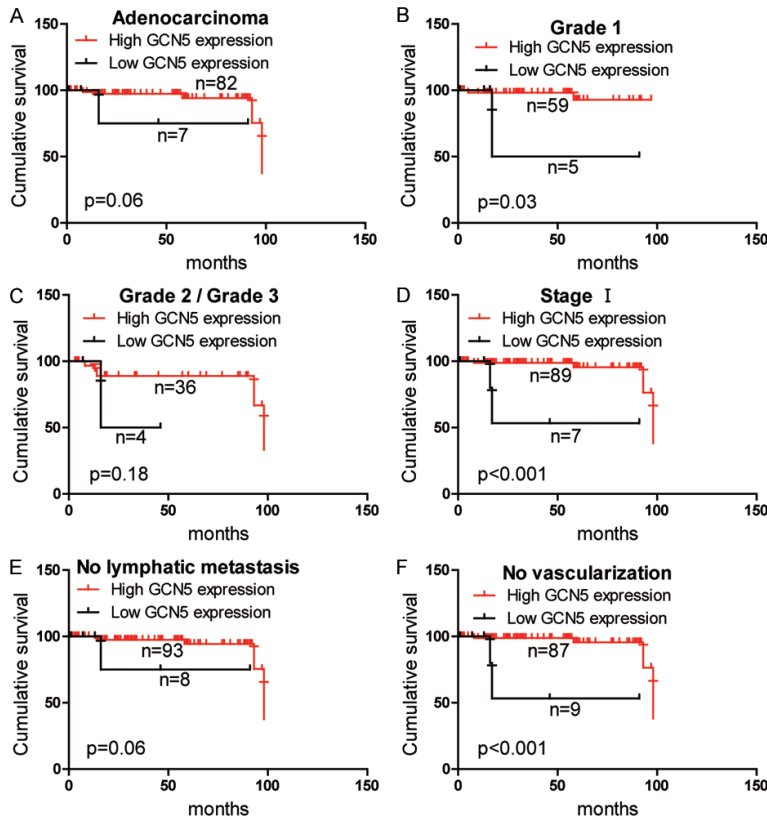 A
Adenocarcinoma
High GCN5 expression
Low GCN5 expression
Cumulative survival
150
100
50
0
n=82
n=7
p=0.06
0
50
100
150
months
B
Grade 1
High GCN5 expression
Low GCN5 expression
Cumulative survival
150
100
50
0
n=59
n=5
p=0.03
0
50
100
150
months
C
Grade 2 / Grade 3
High GCN5 expression
Low GCN5 expression
Cumulative survival
150
100
50
0
n=36
n=4
p=0.18
0
50
100
150
months
D
Stage I
High GCN5 expression
Low GCN5 expression
Cumulative survival
150
100
50
0
n=89
n=7
p<0.001
0
50
100
150
months
E
No lymphatic metastasis
High GCN5 expression
Low GCN5 expression
Cumulative survival
150
100
50
0
n=93
n=8
p=0.06
0
50
100
150
months
F
No vascularization
High GCN5 expression
Low GCN5 expression
Cumulative survival
150
100
50
0
n=87
n=9
p<0.001
0
50
100
150
months